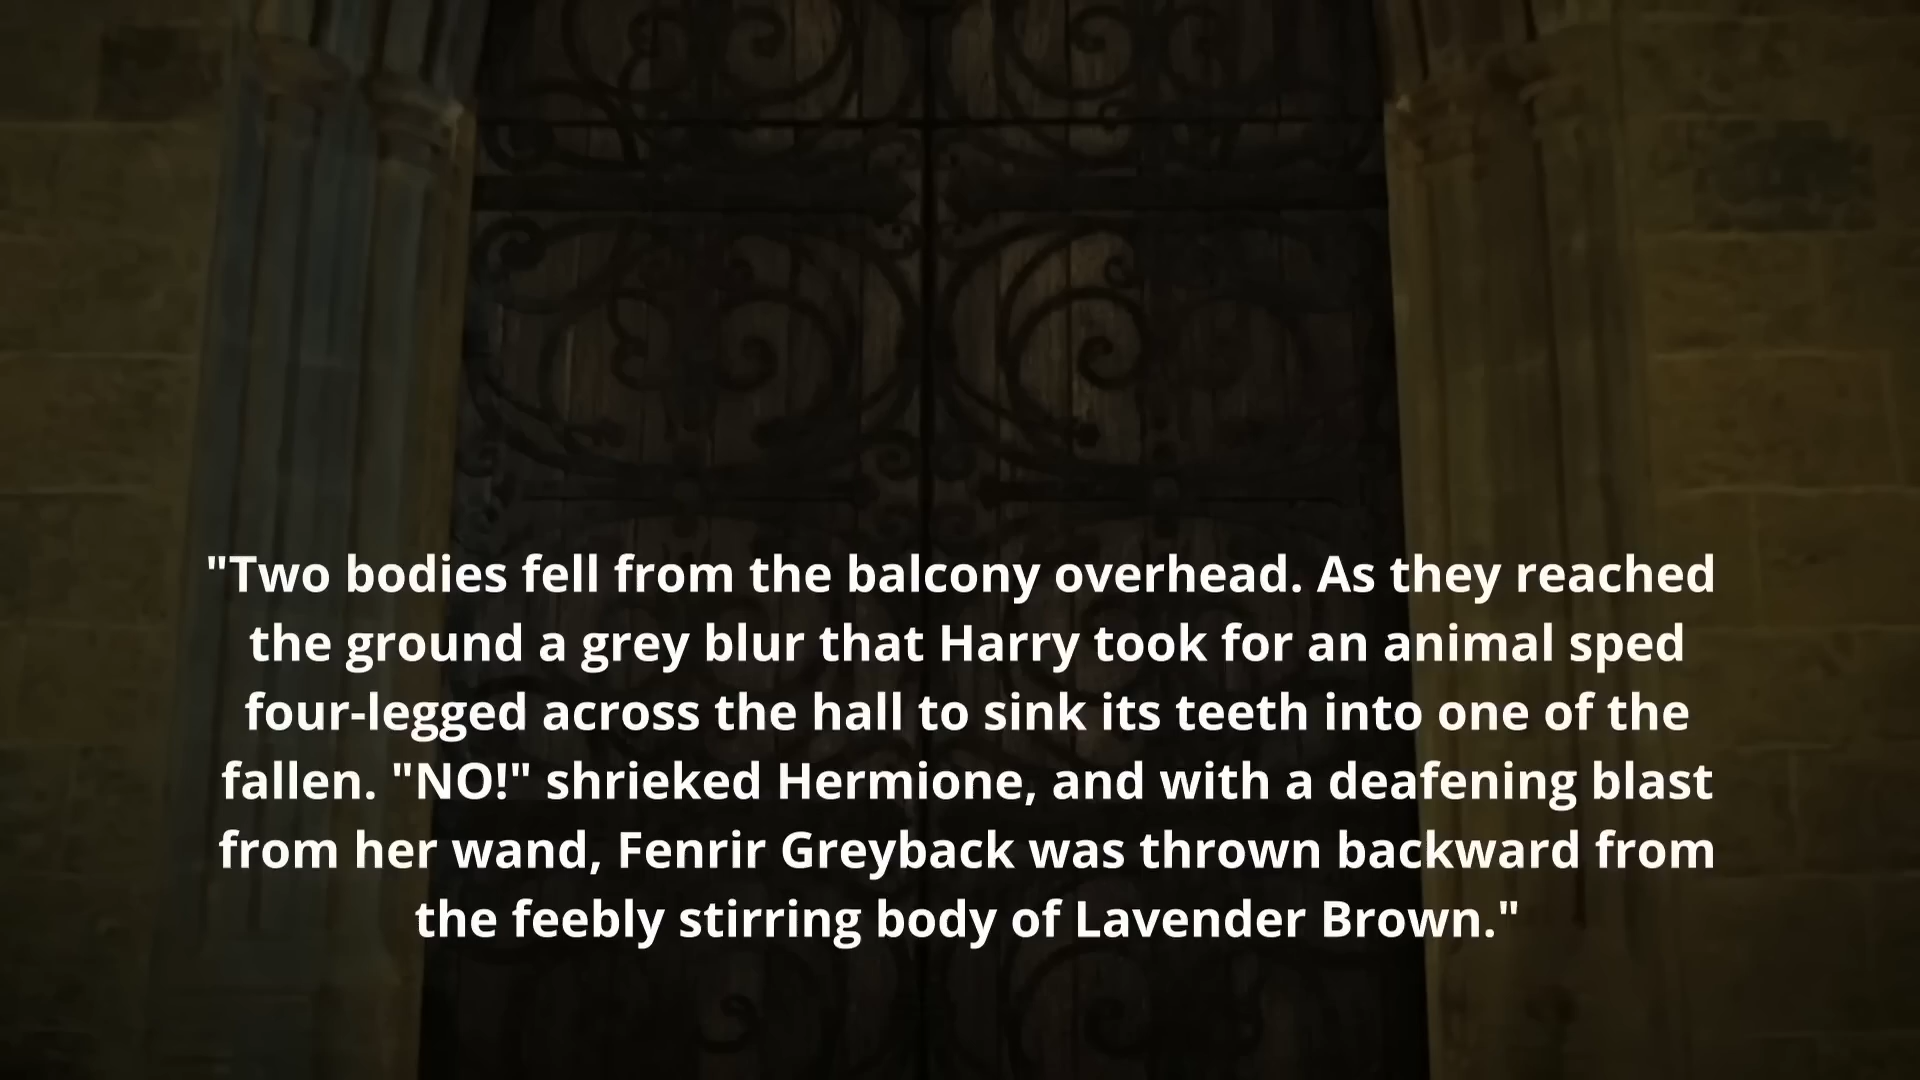 "Two bodies fell from the balcony overhead. As they reached
the ground a grey blur that Harry took for an animal sped
four-legged across the hall to sink its teeth into one of the
fallen. "NO!" shrieked Hermione, and with a deafening blast
from her wand, Fenrir Greyback was thrown backward from
the feebly stirring body of Lavender Brown."